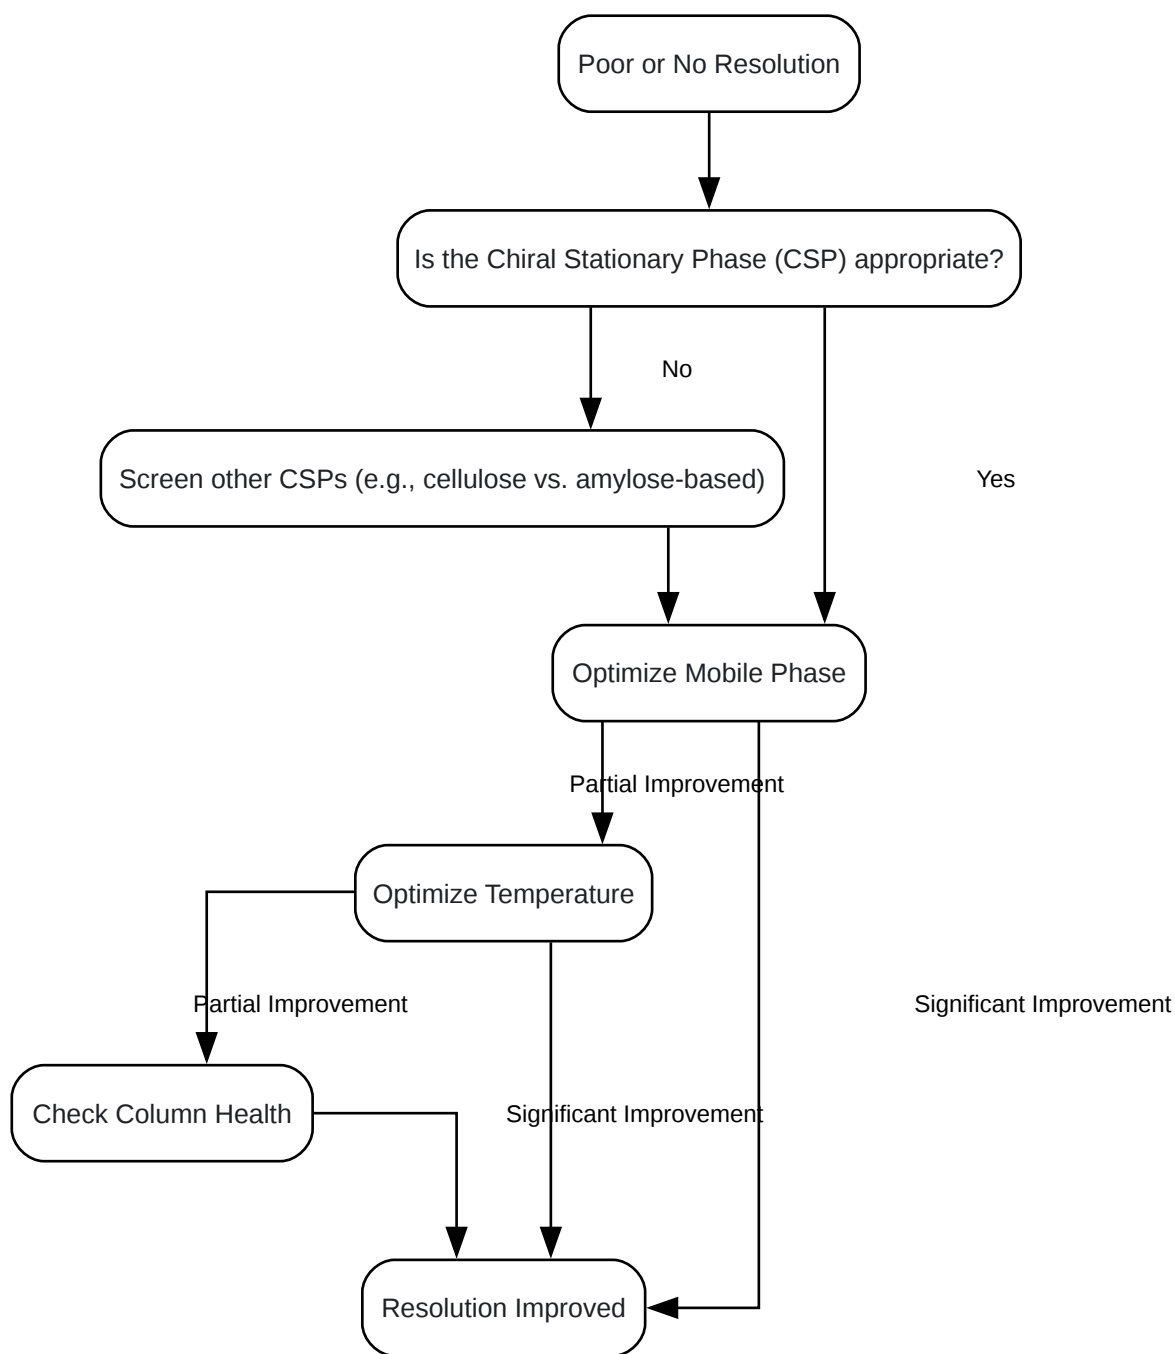 Poor or No Resolution
Is the Chiral Stationary Phase (CSP) appropriate?
No
Screen other CSPs (e.g., cellulose vs. amylose-based)
Yes
Optimize Mobile Phase
Partial Improvement
Optimize Temperature
Partial Improvement
Significant Improvement
Check Column Health
Significant Improvement
Resolution Improved